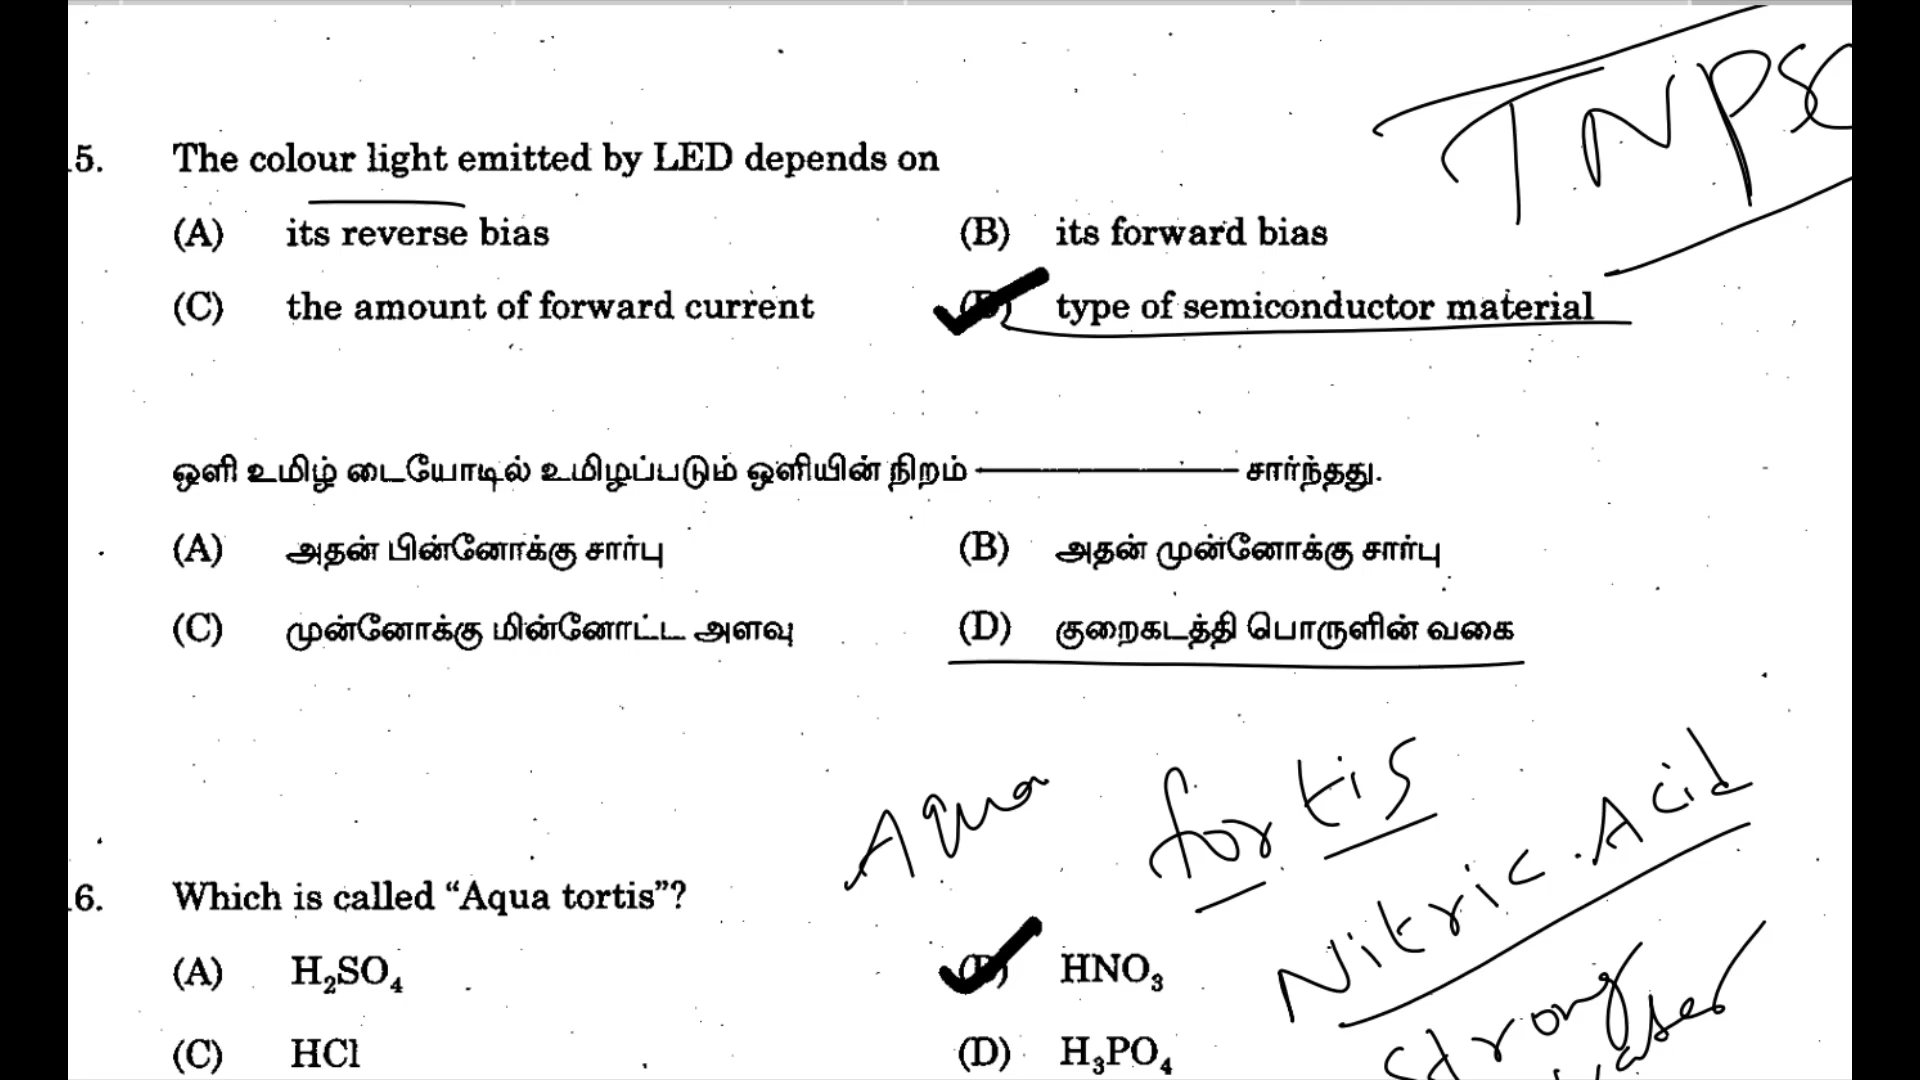 TNPSC
.5. The colour light emitted by LED depends on
(A) its reverse bias (B) its forward bias
(C) the amount of forward current (D) type of semiconductor material
ஒளி உமிழ் டையோடில் உமிழப்படும் ஒளியின் நிறம் ———— சார்ந்தது.
(A) அதன் பின்னோக்கு சார்பு (B) அதன் முன்னோக்கு சார்பு
(C) முன்னோக்கு மின்னோட்ட அளவு (D) குறைகடத்தி பொருளின் வகை
Aqua fortis
Nitric Acid
.6. Which is called “Aqua tortis”?
(A) H₂SO₄ (B) HNO₃
Strong
water
(C) HCl (D) H₃PO₄